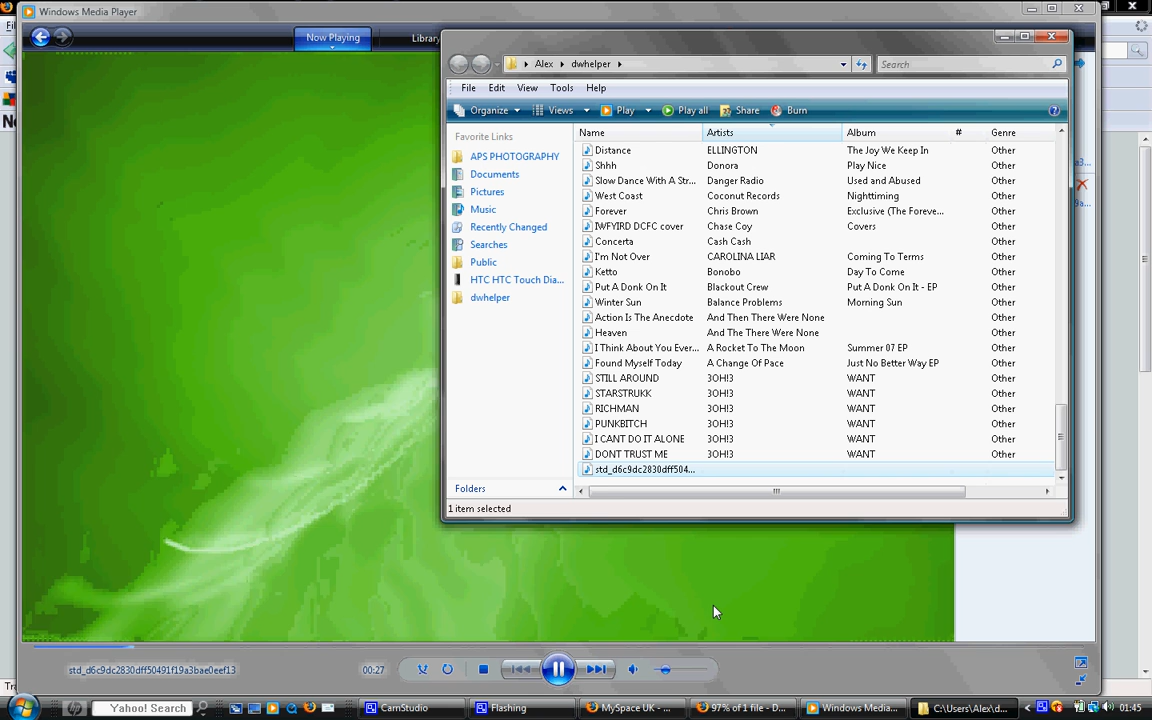 Windows Media Player
Now Playing
Library
Alex
dwhelper
Search
File Edit View Tools Help
Organize Views Play Play all Share Burn
Favorite Links
APS PHOTOGRAPHY
Documents
Pictures
Music
Recently Changed
Searches
Public
HTC HTC Touch Dia...
dwhelper
Folders
Name Artists Album # Genre
Distance ELLINGTON The Joy We Keep In Other
Shhh Donora Play Nice Other
Slow Dance With A Str... Danger Radio Used and Abused Other
West Coast Coconut Records Nighttiming Other
Forever Chris Brown Exclusive (The Foreve... Other
IWFYIRD DCFC cover Chase Coy Covers Other
Concerta Cash Cash Other
I'm Not Over CAROLINA LIAR Coming To Terms Other
Ketto Bonobo Day To Come Other
Put A Donk On It Blackout Crew Put A Donk On It - EP Other
Winter Sun Balance Problems Morning Sun Other
Action Is The Anecdote And Then There Were None Other
Heaven And The There Were None Other
I Think About You Ever... A Rocket To The Moon Summer 07 EP Other
Found Myself Today A Change Of Pace Just No Better Way EP Other
STILL AROUND 3OH!3 WANT Other
STARSTRUKK 3OH!3 WANT Other
RICHMAN 3OH!3 WANT Other
PUNKBITCH 3OH!3 WANT Other
I CANT DO IT ALONE 3OH!3 WANT Other
DONT TRUST ME 3OH!3 WANT Other
std_d6c9dc2830dff504...
1 item selected
std_d6c9dc2830dff50491f19a3bae0eef13
00:27
hp
Yahoo! Search
CamStudio
Flashing
MySpace UK - ...
97% of 1 file - D...
Windows Media...
C:\Users\Alex\d...
01:45